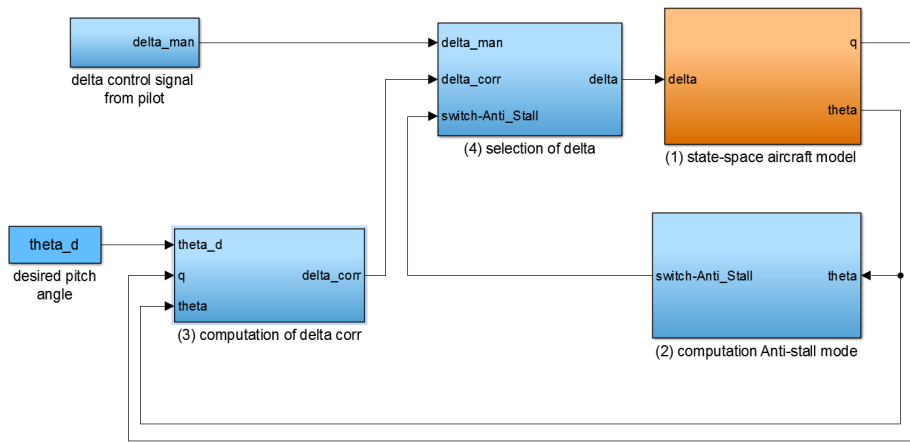 delta_man
delta control signal
from pilot
delta_man
delta_corr
switch-Anti_Stall
delta
(4) selection of delta
delta
q
theta
(1) state-space aircraft model
theta_d
desired pitch
angle
theta_d
q
theta
delta_corr
(3) computation of delta corr
switch-Anti_Stall
theta
(2) computation Anti-stall mode